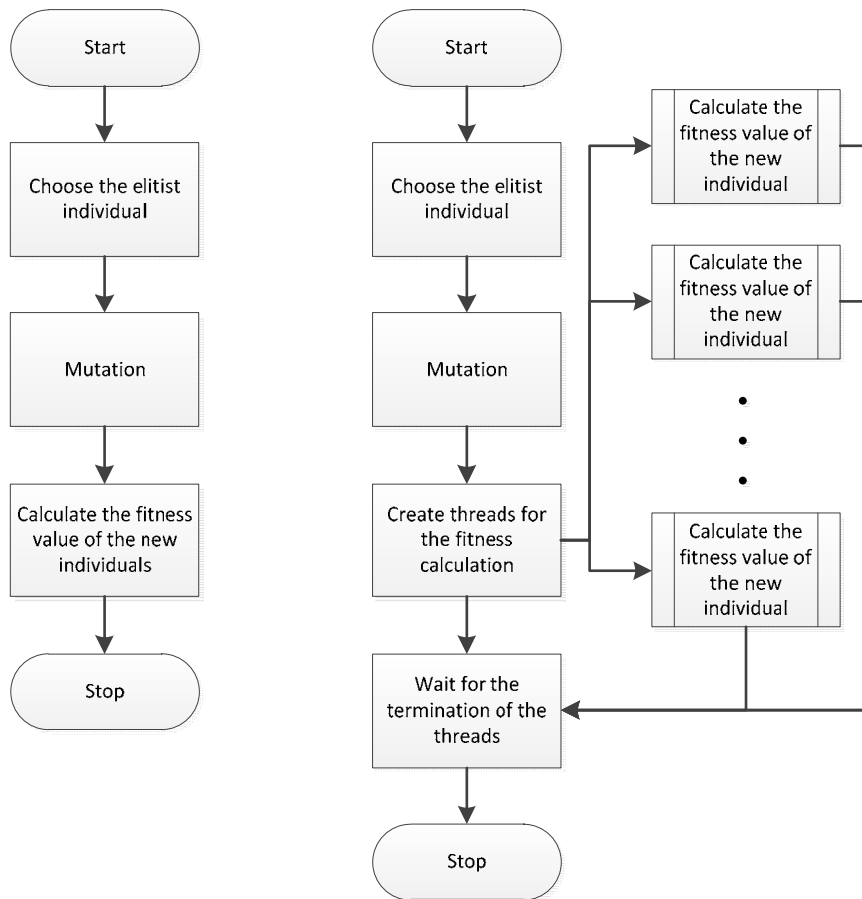 Start
Choose the elitist
individual
Mutation
Calculate the fitness
value of the new
individuals
Stop
Start
Choose the elitist
individual
Mutation
Create threads for
the fitness
calculation
Wait for the
termination of the
threads
Stop
Calculate the
fitness value of
the new
individual
Calculate the
fitness value of
the new
individual
Calculate the
fitness value of
the new
individual